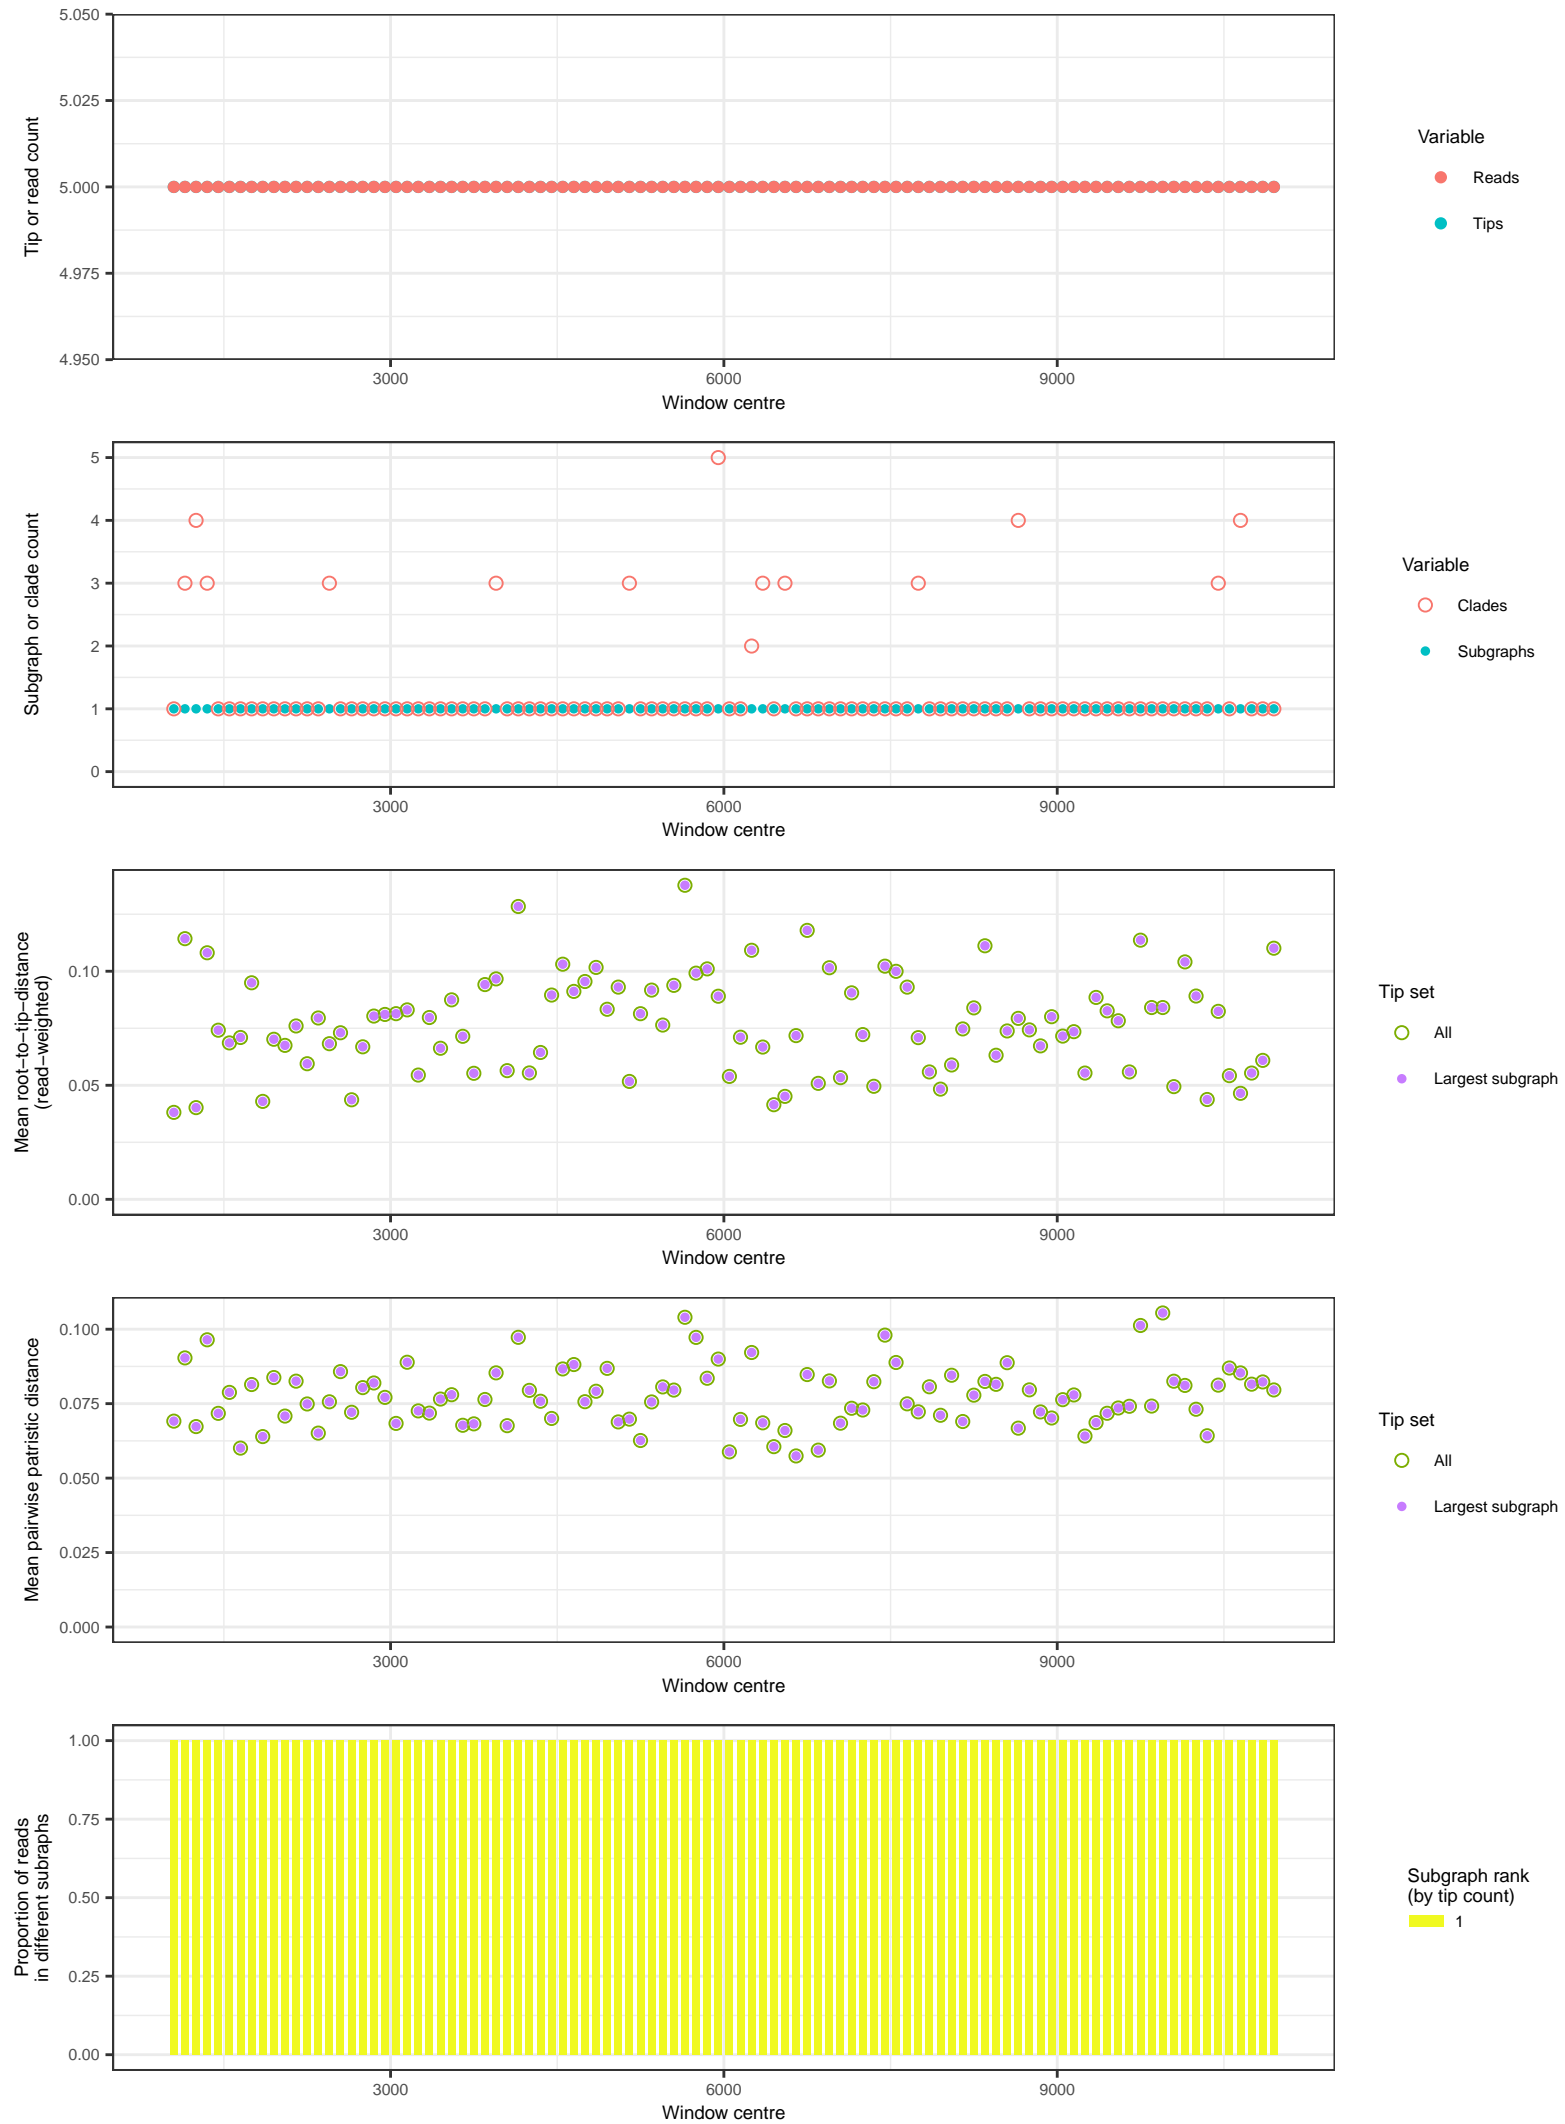 5.050
5.025
5.000
4.975
4.950
Tip or read count
3000
6000
9000
Window centre
Variable
Reads
Tips
5
4
3
2
1
0
Subgraph or clade count
3000
6000
9000
Window centre
Variable
Clades
Subgraphs
0.10
0.05
0.00
Mean root−to−tip−distance
(read−weighted)
3000
6000
9000
Window centre
Tip set
All
Largest subgraph
0.100
0.075
0.050
0.025
0.000
Mean pairwise patristic distance
3000
6000
9000
Window centre
Tip set
All
Largest subgraph
1.00
0.75
0.50
0.25
0.00
Proportion of reads
in different subraphs
3000
6000
9000
Window centre
Subgraph rank
(by tip count)
1